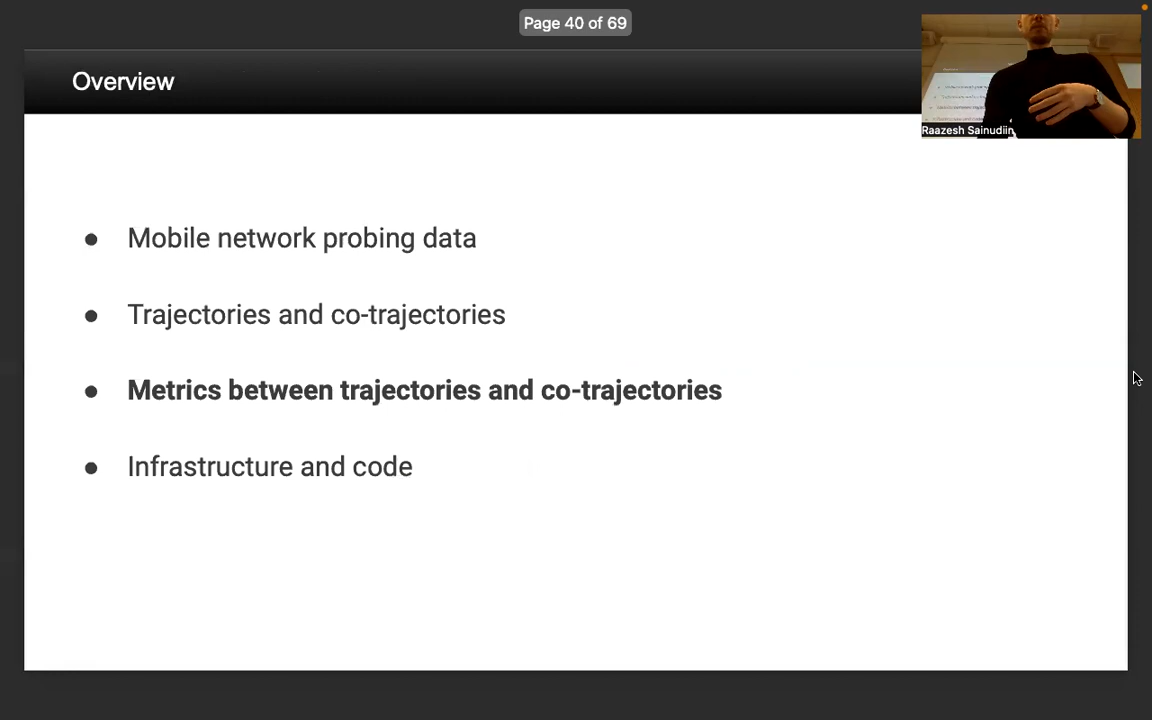 Page 40 of 69
Overview
Raazesh Sainudiin
● Mobile network probing data
● Trajectories and co-trajectories
● Metrics between trajectories and co-trajectories
● Infrastructure and code